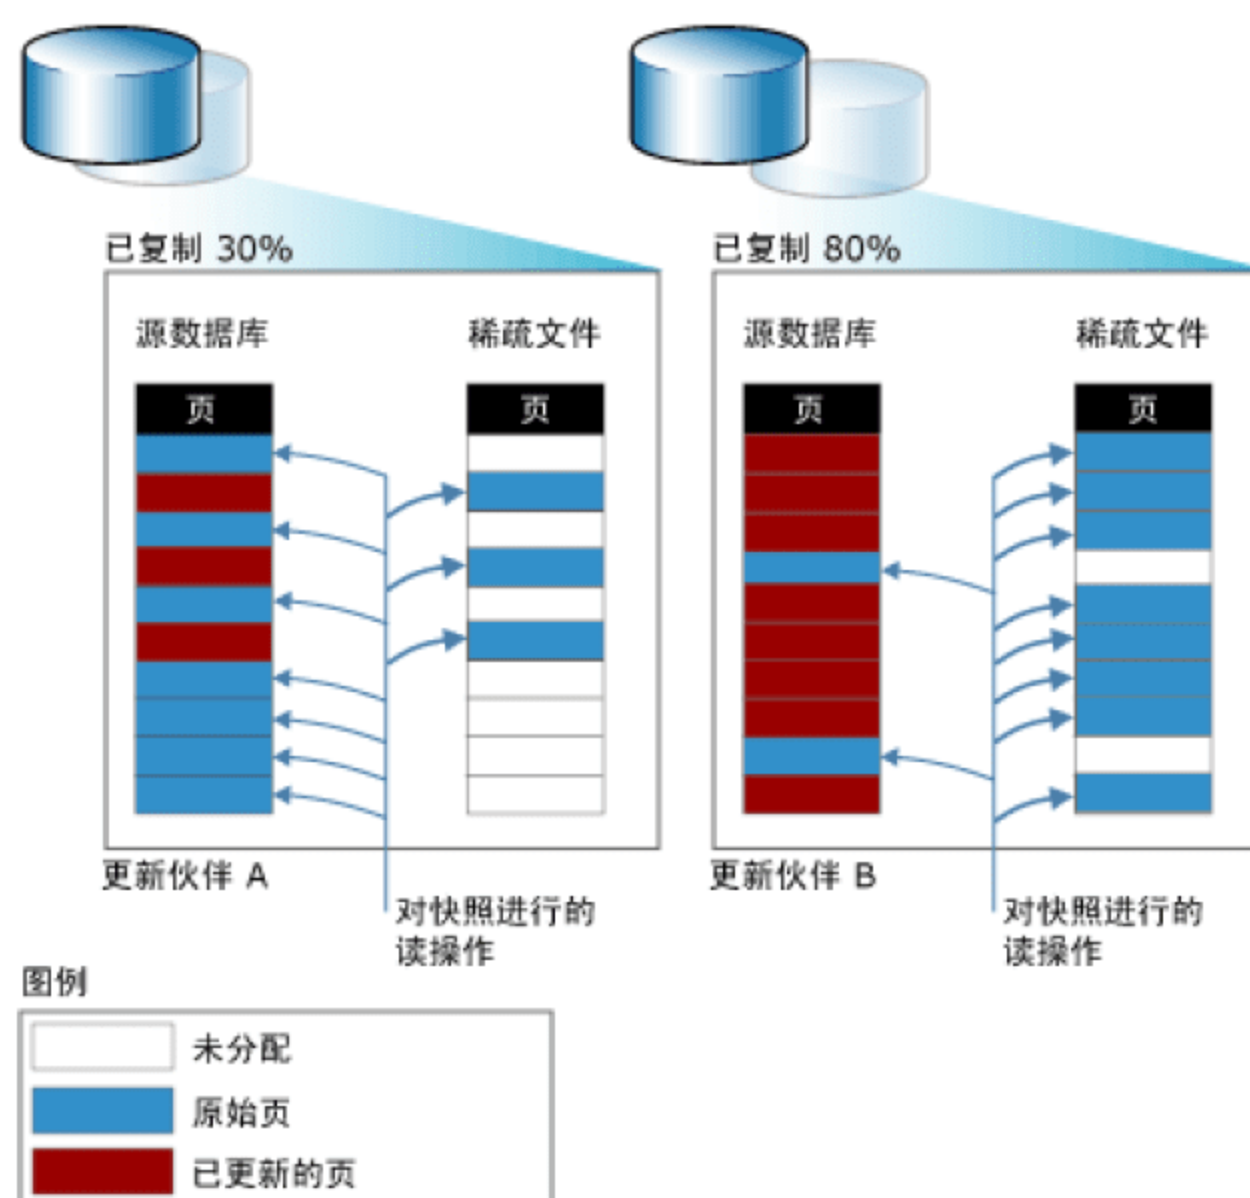 已复制 30%
源数据库
稀疏文件
页
页
更新伙伴 A
对快照进行的
读操作
已复制 80%
源数据库
稀疏文件
页
页
更新伙伴 B
对快照进行的
读操作
图例
未分配
原始页
已更新的页